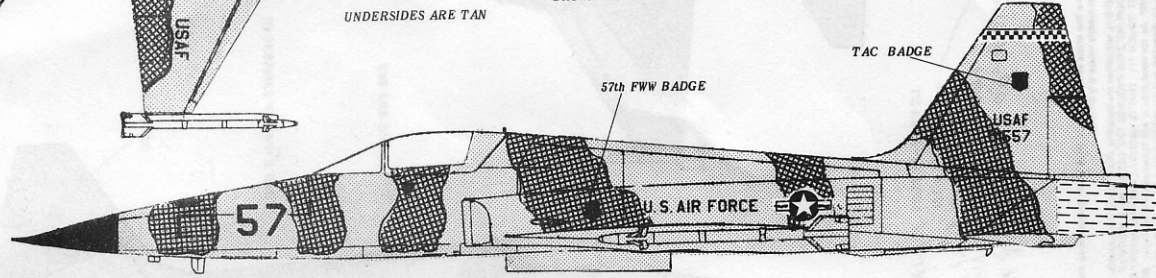 UNDERSIDES ARE TAN
USAF
TAC BADGE
57th FWW BADGE
USAF
557
57
U.S. AIR FORCE